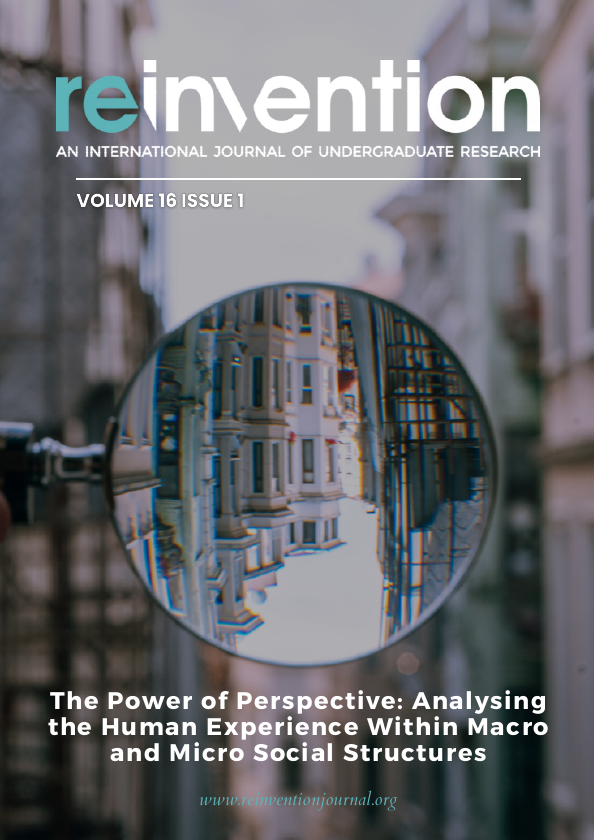 reinvention
AN INTERNATIONAL JOURNAL OF UNDERGRADUATE RESEARCH
VOLUME 16 ISSUE 1
The Power of Perspective: Analysing
the Human Experience Within Macro
and Micro Social Structures
www.reinventionjournal.org